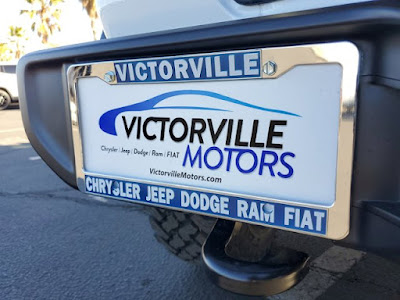 VICTORVILLE
VICTORVILLE
MOTORS
Chrysler | Jeep | Dodge | Ram | FIAT
VictorvilleMotors.com
CHRYSLER JEEP DODGE RAM FIAT